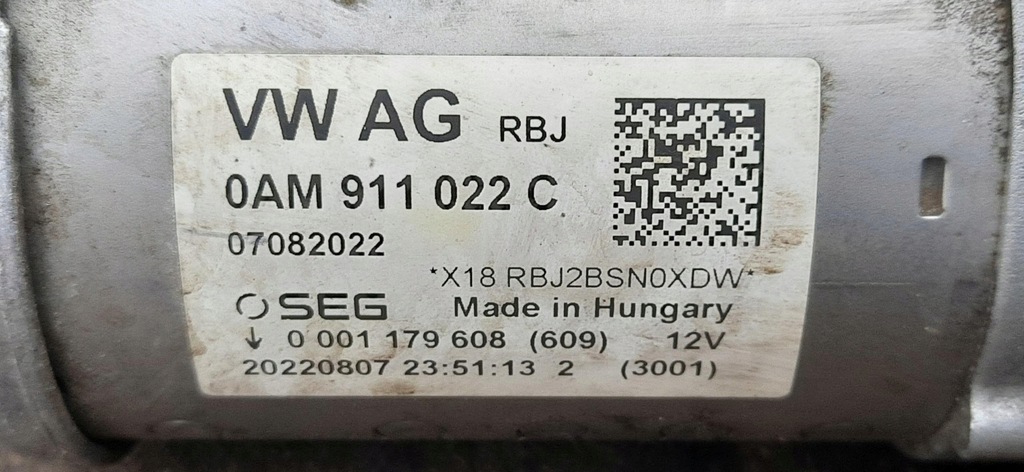 VW AG RBJ
0AM 911 022 C
07082022
*X18 RBJ2BSN0XDW*
SEG Made in Hungary
↓ 0 001 179 608 (609) 12V
20220807 23:51:13 2 (3001)